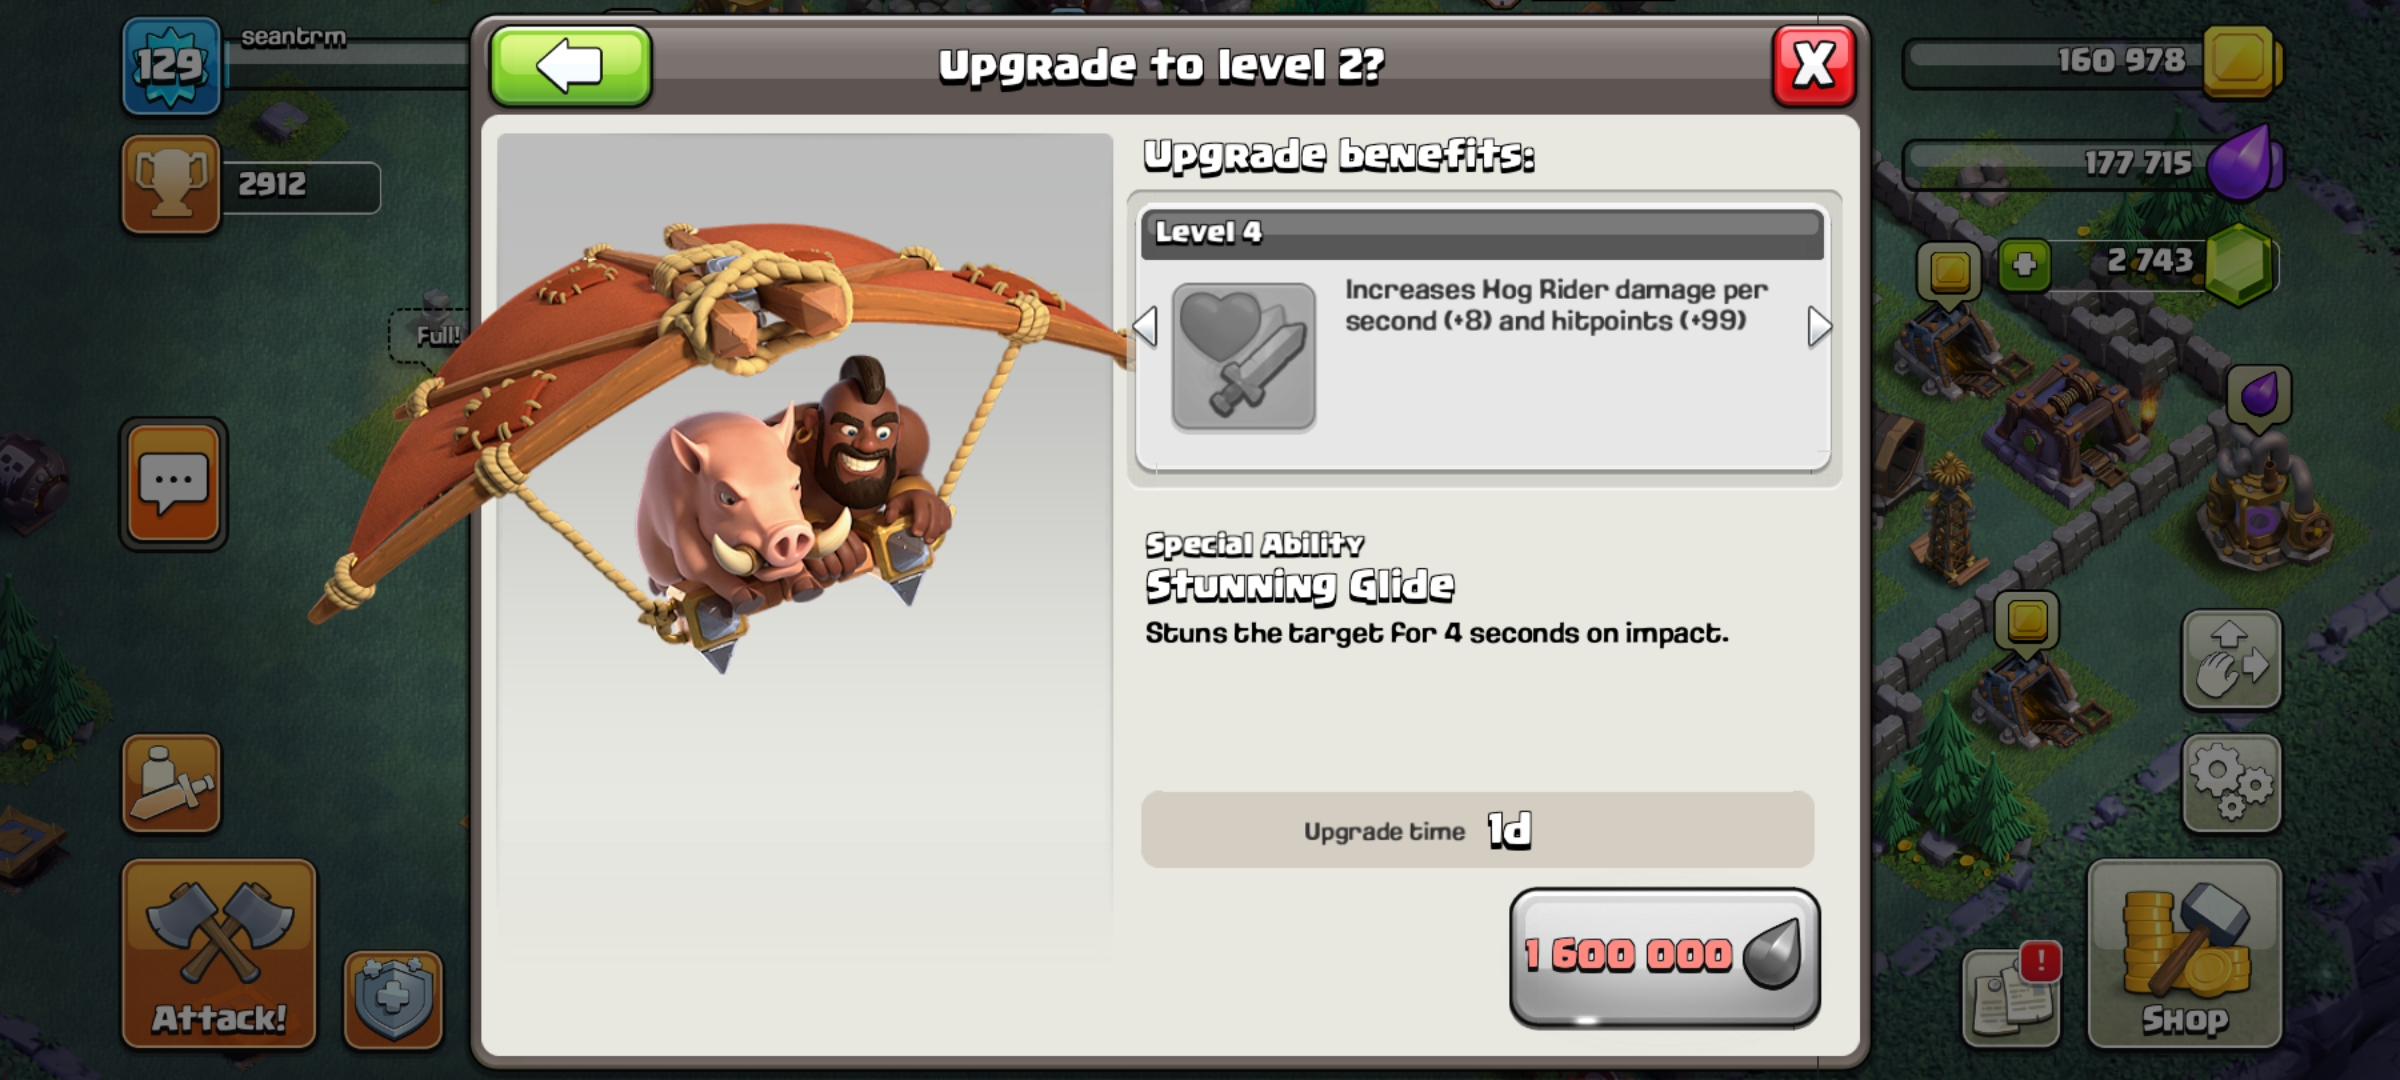 129
seantrm
2912
Full!
Attack!
Upgrade to level 2?
X
Upgrade benefits:
Level 4
Increases Hog Rider damage per
second (+8) and hitpoints (+99)
Special Ability
Stunning Glide
Stuns the target for 4 seconds on impact.
Upgrade time 1d
1 600 000
160 978
177 715
2 743
!
Shop